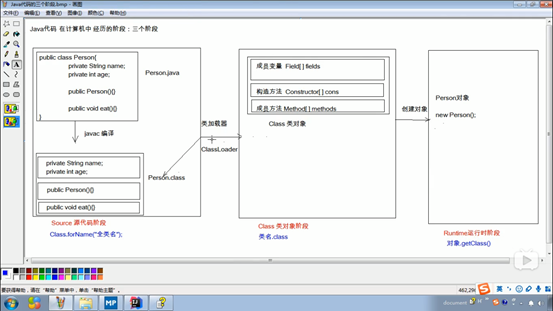 Java代码的三个阶段.bmp - 画图
文件(F) 编辑(E) 查看(V) 图像(I) 颜色(C) 帮助(H)
Java代码 在计算机中 经历的阶段：三个阶段
public class Person{
private String name;
private int age;
public Person(){}
public void eat(){}
}
Person.java
javac 编译
private String name;
private int age;
public Person(){}
public void eat(){}
Person.class
Source 源代码阶段
Class.forName("全类名");
类加载器
ClassLoader
成员变量 Field[] fields
构造方法 Constructor[] cons
成员方法 Method[] methods
Class 类对象
Class 类对象阶段
类名.class
创建对象
Person对象
new Person();
Runtime运行时阶段
对象.getClass()
要获得帮助，请在“帮助”菜单中，单击“帮助主题”。
462,29
英
document
MP